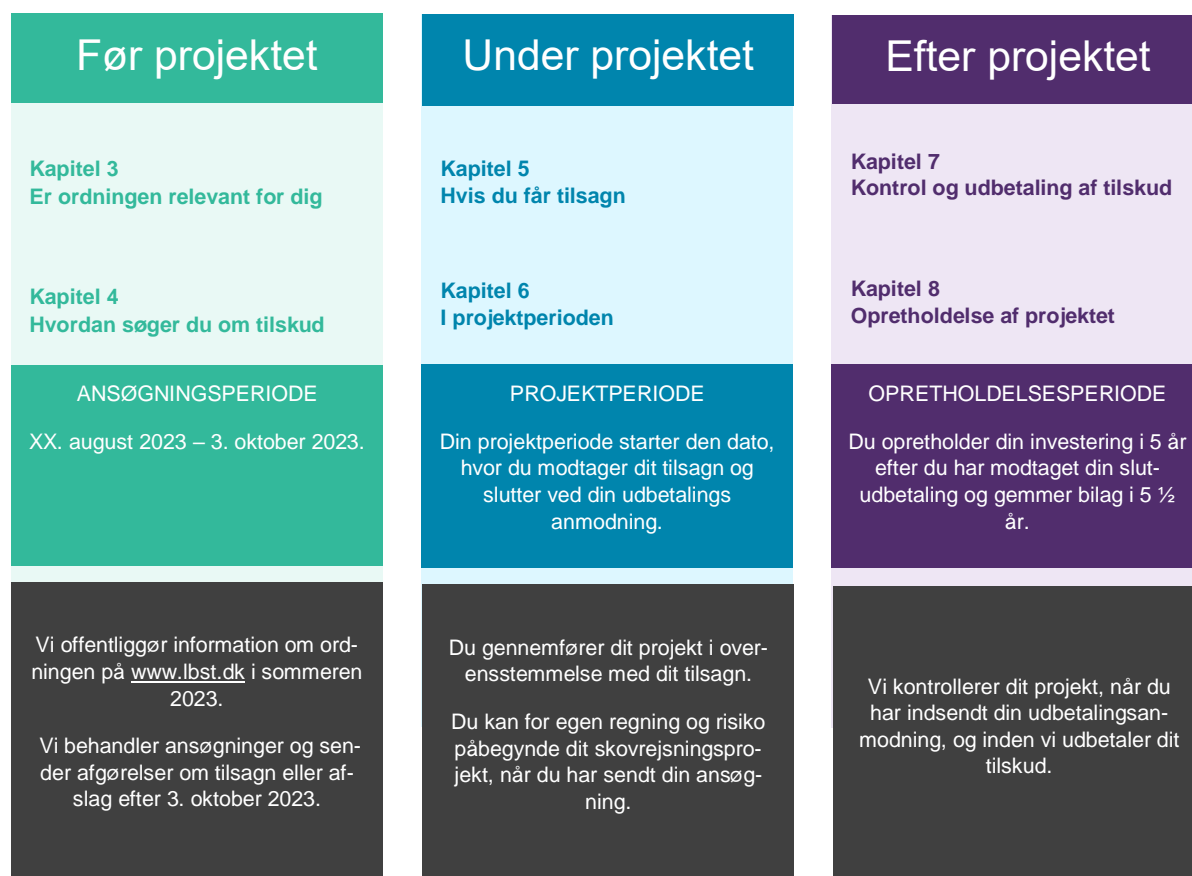 Før projektet
Kapitel 3
Er ordningen relevant for dig
Kapitel 4
Hvordan søger du om tilskud
ANSØGNINGSPERIODE
XX. august 2023 – 3. oktober 2023.
Vi offentliggør information om ord-
ningen på www.lbst.dk i sommeren
2023.
Vi behandler ansøgninger og sen-
der afgørelser om tilsagn eller af-
slag efter 3. oktober 2023.
Under projektet
Kapitel 5
Hvis du får tilsagn
Kapitel 6
I projektperioden
PROJEKTPERIODE
Din projektperiode starter den dato,
hvor du modtager dit tilsagn og
slutter ved din udbetalings
anmodning.
Du gennemfører dit projekt i over-
ensstemmelse med dit tilsagn.
Du kan for egen regning og risiko
påbegynde dit skovrejsningspro-
jekt, når du har sendt din ansøg-
ning.
Efter projektet
Kapitel 7
Kontrol og udbetaling af tilskud
Kapitel 8
Opretholdelse af projektet
OPRETHOLDELSESPERIODE
Du opretholder din investering i 5 år
efter du har modtaget din slut-
udbetaling og gemmer bilag i 5 ½
år.
Vi kontrollerer dit projekt, når du
har indsendt din udbetalingsan-
modning, og inden vi udbetaler dit
tilskud.